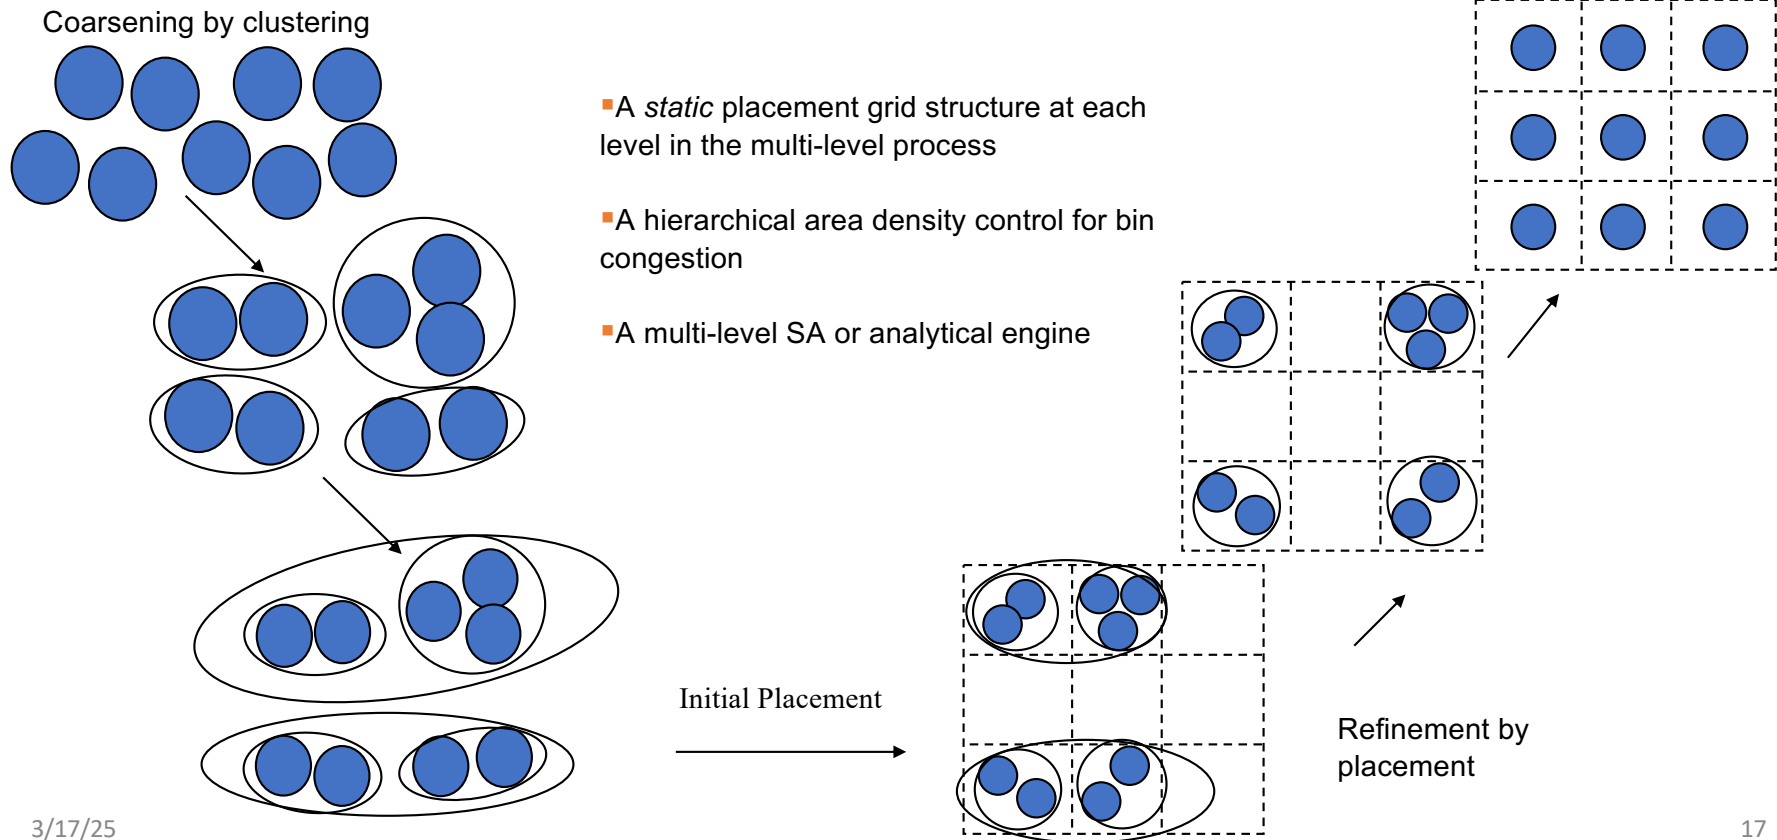 Coarsening by clustering
▪A static placement grid structure at each
level in the multi-level process
▪A hierarchical area density control for bin
congestion
▪A multi-level SA or analytical engine
Initial Placement
Refinement by
placement
3/17/25
17